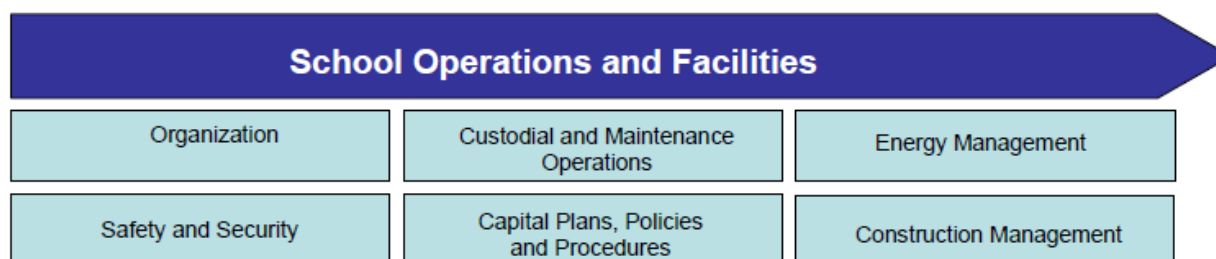 School Operations and Facilities
Organization
Custodial and Maintenance
Operations
Energy Management
Safety and Security
Capital Plans, Policies
and Procedures
Construction Management